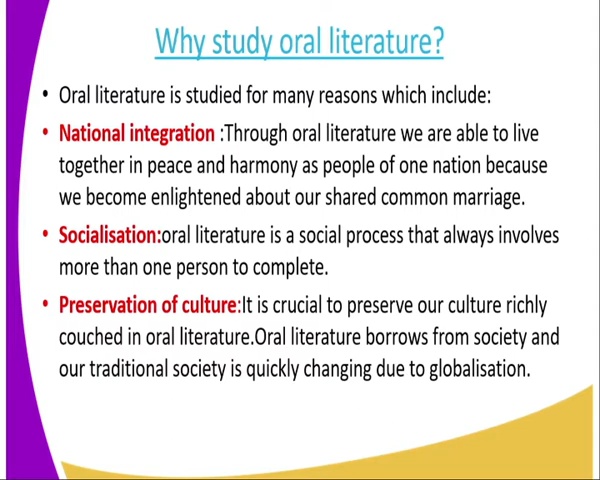 Why study oral literature?
• Oral literature is studied for many reasons which include:
• National integration :Through oral literature we are able to live
together in peace and harmony as people of one nation because
we become enlightened about our shared common marriage.
• Socialisation:oral literature is a social process that always involves
more than one person to complete.
• Preservation of culture:It is crucial to preserve our culture richly
couched in oral literature.Oral literature borrows from society and
our traditional society is quickly changing due to globalisation.